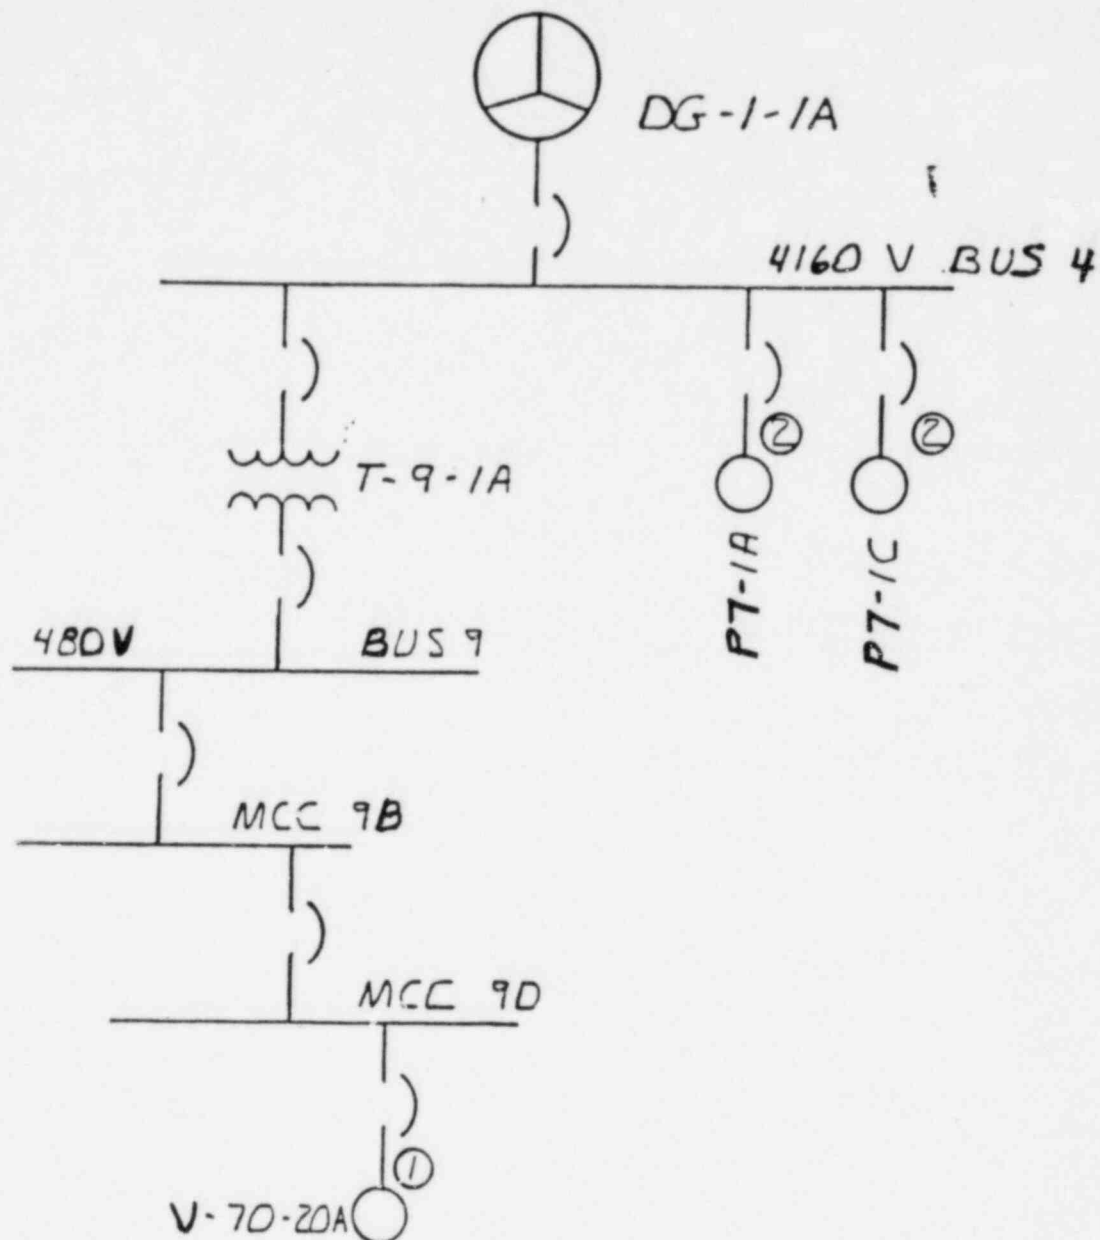 DG-1-1A
4160 V BUS 4
T-9-1A
2
2
P7-1A
P7-1C
480V BUS 9
MCC 9B
MCC 9D
1
V-70-20A